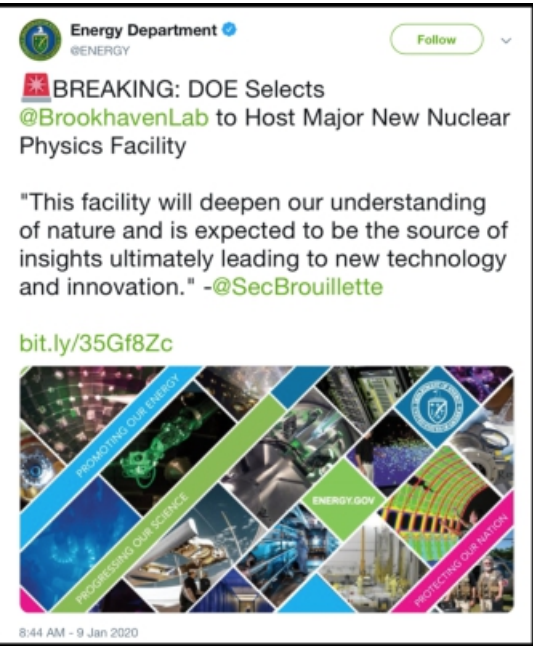 Energy Department
@ENERGY
Follow
BREAKING: DOE Selects
@BrookhavenLab to Host Major New Nuclear
Physics Facility
"This facility will deepen our understanding
of nature and is expected to be the source of
insights ultimately leading to new technology
and innovation." -@SecBrouillette
bit.ly/35Gf8Zc
PROMOTING OUR ENERGY
PROGRESSING OUR SCIENCE
ENERGY.GOV
PROTECTING OUR NATION
8:44 AM - 9 Jan 2020